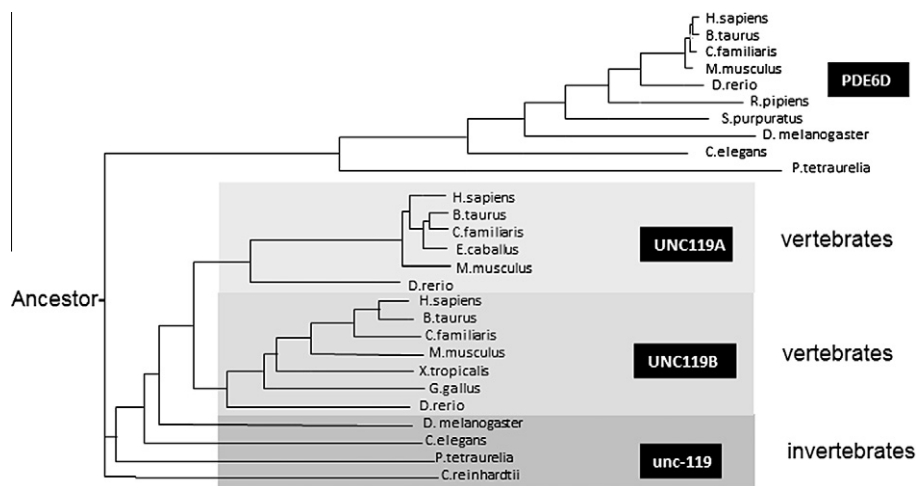 H.sapiens
B.taurus
C.familiaris
M.musculus
PDE6D
D.rerio
R.pipiens
S.purpuratus
D. melanogaster
C.elegans
P.tetraurelia
H.sapiens
B.taurus
C.familiaris
UNC119A
vertebrates
E.caballus
M.musculus
D.rerio
Ancestor
H.sapiens
B.taurus
C.familiaris
M.musculus
UNC119B
vertebrates
X.tropicalis
G.gallus
D.rerio
D. melanogaster
C.elegans
P.tetraurelia
unc-119
invertebrates
C.reinhardtii